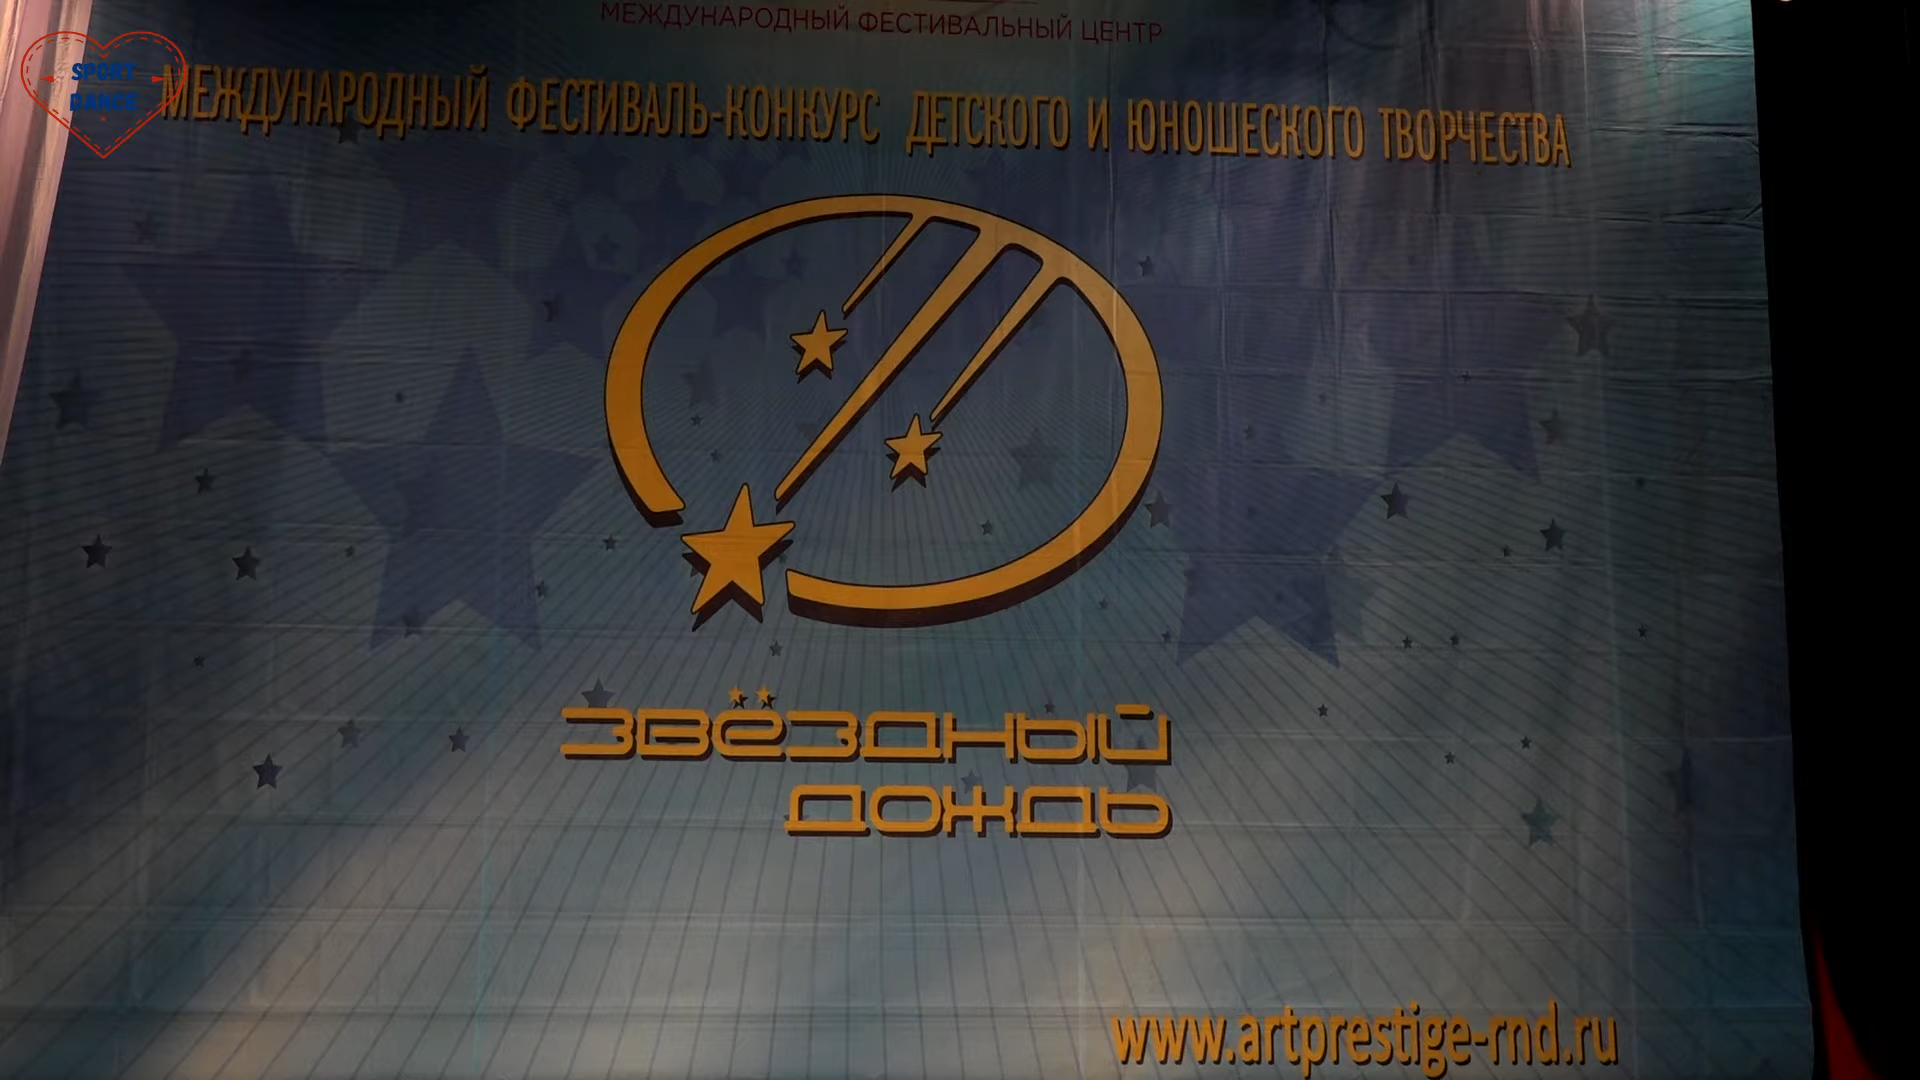 МЕЖДУНАРОДНЫЙ ФЕСТИВАЛЬНЫЙ ЦЕНТР
SPORT
DANCE
МЕЖДУНАРОДНЫЙ ФЕСТИВАЛЬ-КОНКУРС ДЕТСКОГО И ЮНОШЕСКОГО ТВОРЧЕСТВА
ЗВЁЗДНЫЙ
ДОЖДЬ
www.artprestige-rnd.ru